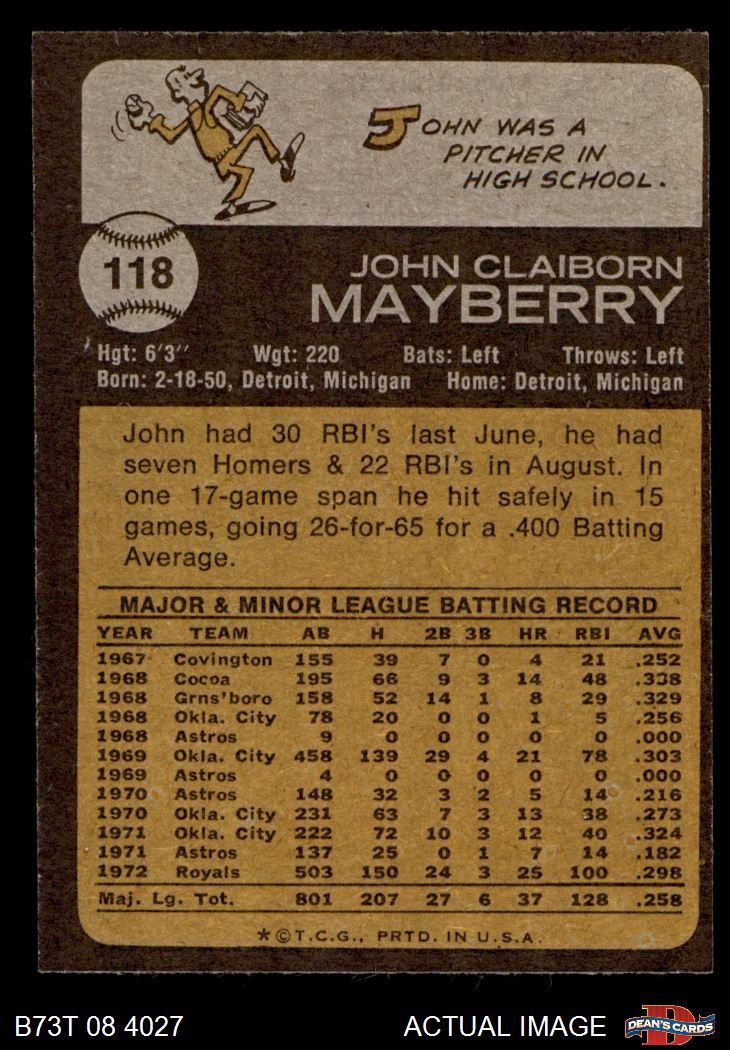 JOHN WAS A
PITCHER IN
HIGH SCHOOL.
118
JOHN CLAIBORN
MAYBERRY
Hgt: 6'3" Wgt: 220 Bats: Left Throws: Left
Born: 2-18-50, Detroit, Michigan Home: Detroit, Michigan
John had 30 RBI's last June, he had
seven Homers & 22 RBI's in August. In
one 17-game span he hit safely in 15
games, going 26-for-65 for a .400 Batting
Average.
MAJOR & MINOR LEAGUE BATTING RECORD
YEAR TEAM AB H 2B 3B HR RBI AVG
1967 Covington 155 39 7 0 4 21 .252
1968 Cocoa 195 66 9 3 14 48 .338
1968 Grns'boro 158 52 14 1 8 29 .329
1968 Okla. City 78 20 0 0 1 5 .256
1968 Astros 9 0 0 0 0 0 .000
1969 Okla. City 458 139 29 4 21 78 .303
1969 Astros 4 0 0 0 0 0 .000
1970 Astros 148 32 3 2 5 14 .216
1970 Okla. City 231 63 7 3 13 38 .273
1971 Okla. City 222 72 10 3 12 40 .324
1971 Astros 137 25 0 1 7 14 .182
1972 Royals 503 150 24 3 25 100 .298
Maj. Lg. Tot. 801 207 27 6 37 128 .258
*©T.C.G., PRTD. IN U.S.A.
B73T 08 4027 ACTUAL IMAGE D DEAN'S CARDS